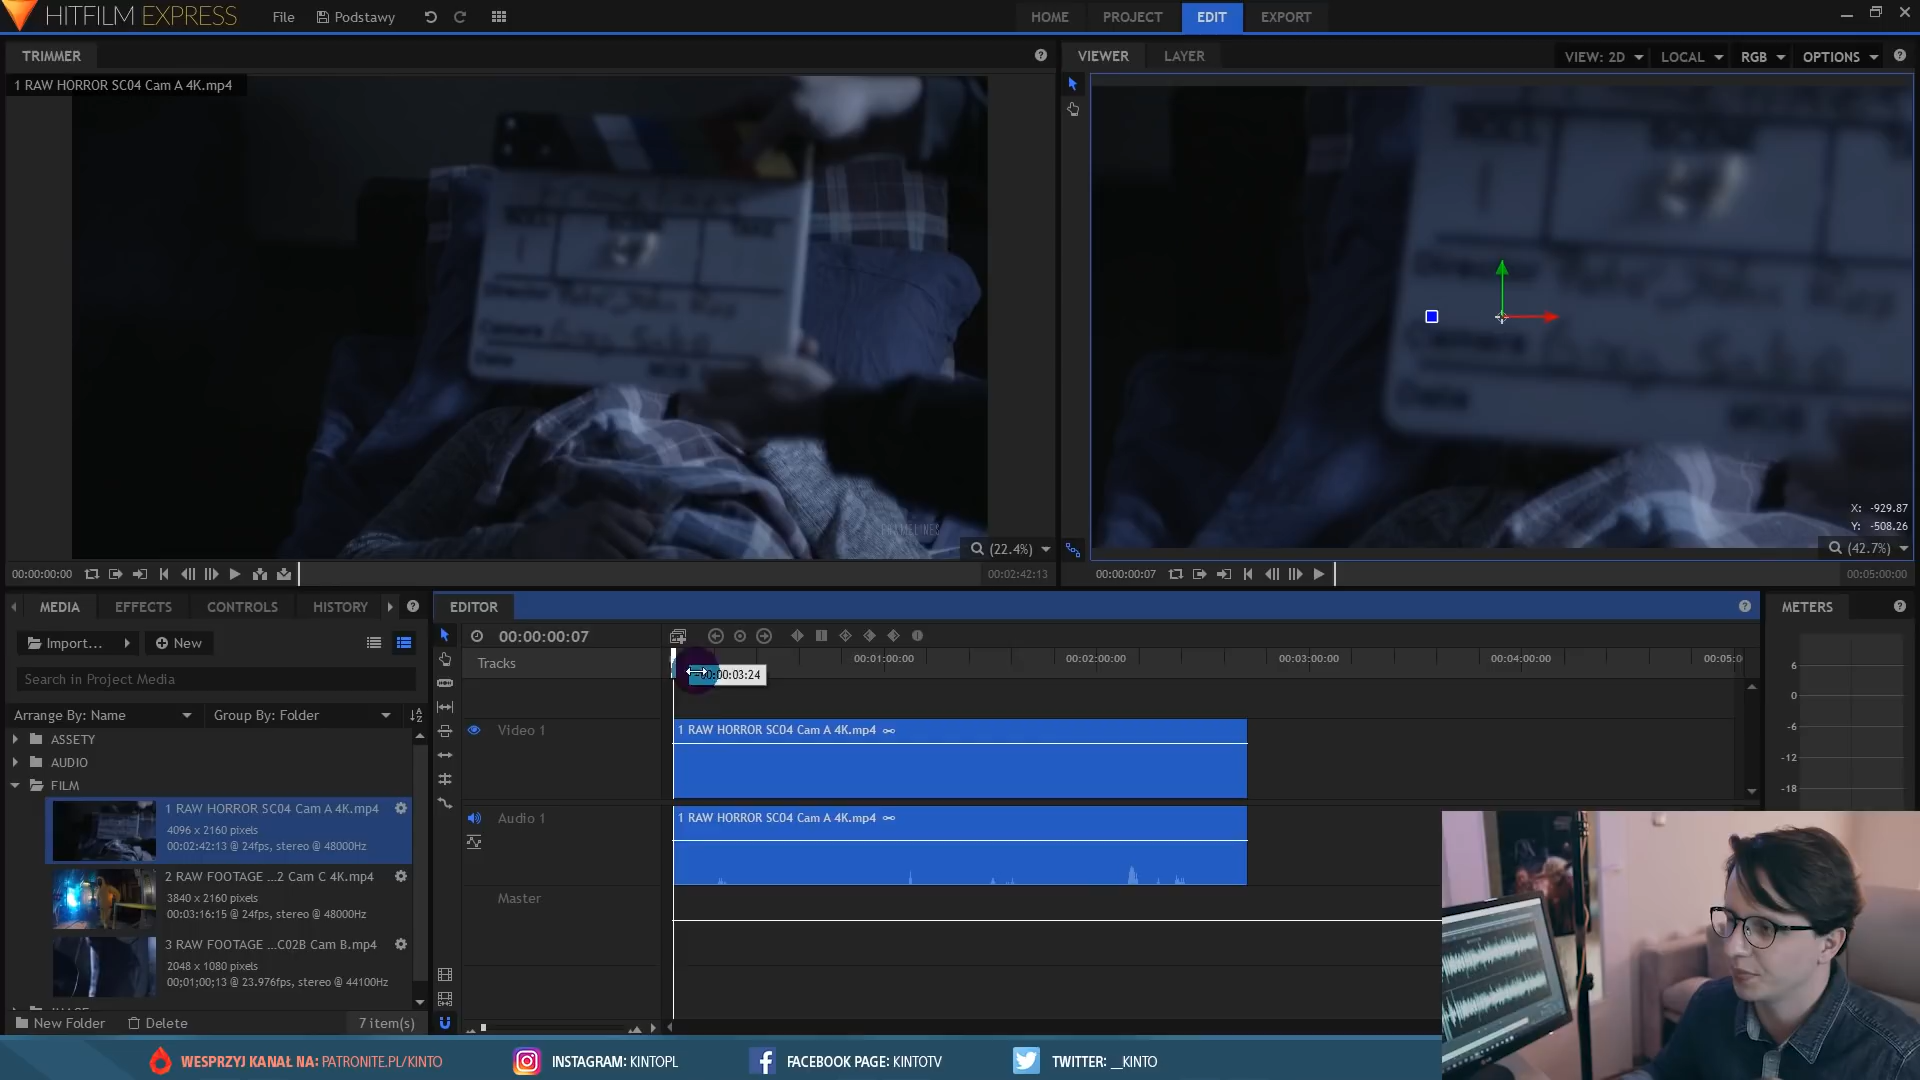 HITFILM EXPRESS
File
Podstawy
HOME
PROJECT
EDIT
EXPORT
TRIMMER
VIEWER
LAYER
VIEW: 2D
LOCAL
RGB
OPTIONS
1 RAW HORROR SC04 Cam A 4K.mp4
X: -929.87
Y: -508.26
(22.4%)
(42.7%)
00:00:00:00
00:02:42:13
00:00:00:07
00:05:00:00
MEDIA
EFFECTS
CONTROLS
HISTORY
EDITOR
METERS
Import...
New
00:00:00:07
Search in Project Media
Tracks
00:01:00:00
00:02:00:00
00:03:00:00
00:04:00:00
00:05:0
00:00:03:24
Arrange By: Name
Group By: Folder
ASSETY
AUDIO
FILM
1 RAW HORROR SC04 Cam A 4K.mp4
4096 x 2160 pixels
00:02:42:13 @ 24fps, stereo @ 48000Hz
2 RAW FOOTAGE ...2 Cam C 4K.mp4
3840 x 2160 pixels
00:03:16:15 @ 24fps, stereo @ 48000Hz
3 RAW FOOTAGE ...C02B Cam B.mp4
2048 x 1080 pixels
00;01;00;13 @ 23.976fps, stereo @ 44100Hz
Video 1
1 RAW HORROR SC04 Cam A 4K.mp4
Audio 1
1 RAW HORROR SC04 Cam A 4K.mp4
Master
6
0
-6
-12
-18
New Folder
Delete
7 item(s)
WESPRZYJ KANAŁ NA: PATRONITE.PL/KINTO
INSTAGRAM: KINTOPL
FACEBOOK PAGE: KINTOTV
TWITTER: __KINTO